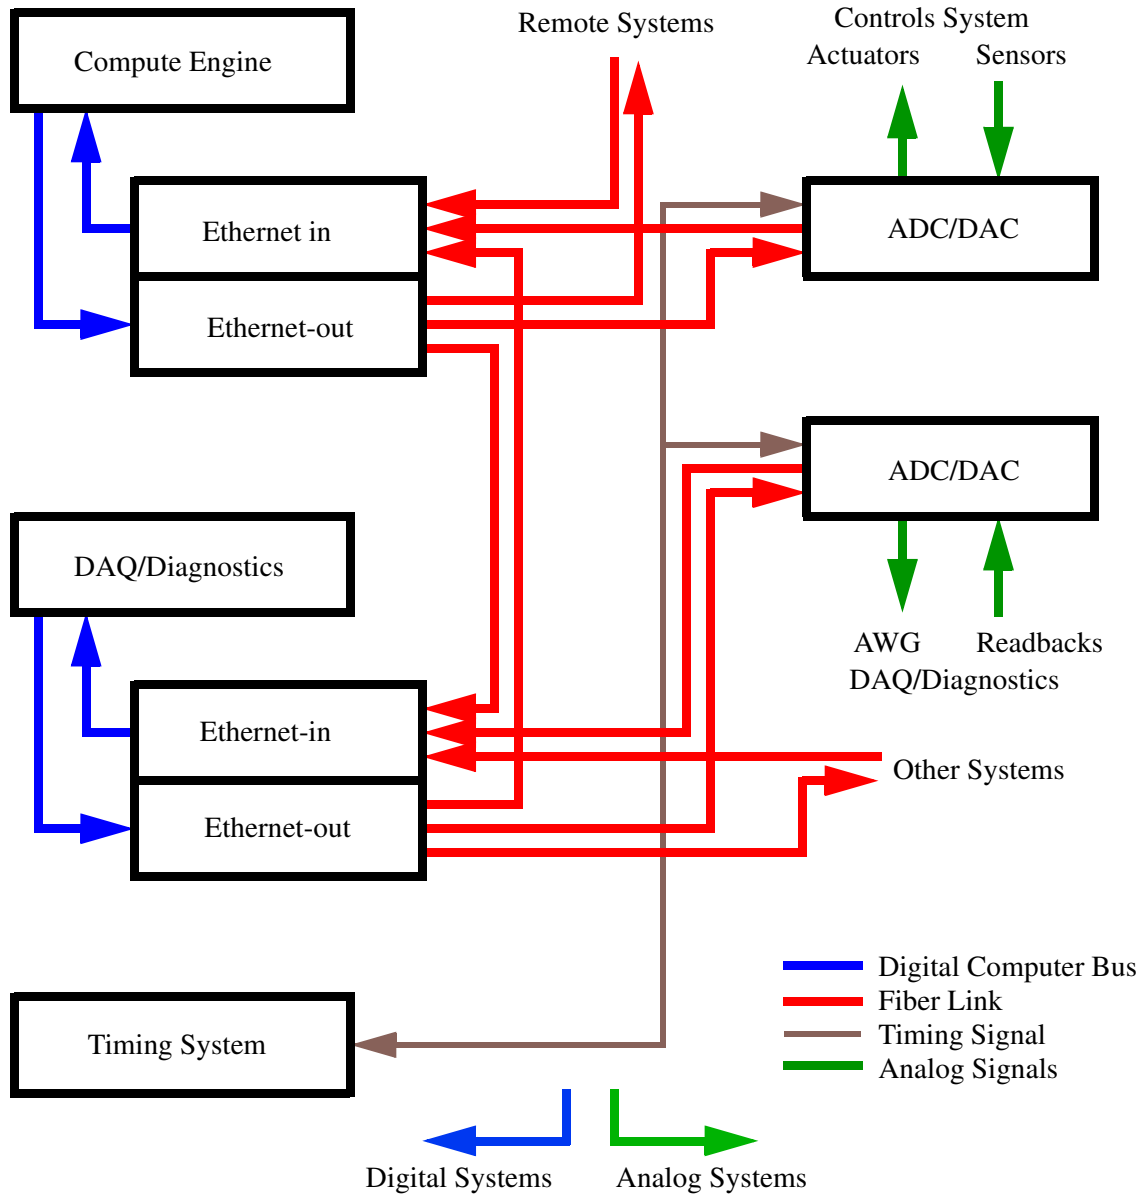 Remote Systems
Controls System
Actuators
Sensors
Compute Engine
Ethernet in
ADC/DAC
Ethernet-out
ADC/DAC
DAQ/Diagnostics
AWG
Readbacks
DAQ/Diagnostics
Ethernet-in
Other Systems
Ethernet-out
Digital Computer Bus
Fiber Link
Timing Signal
Analog Signals
Timing System
Digital Systems
Analog Systems